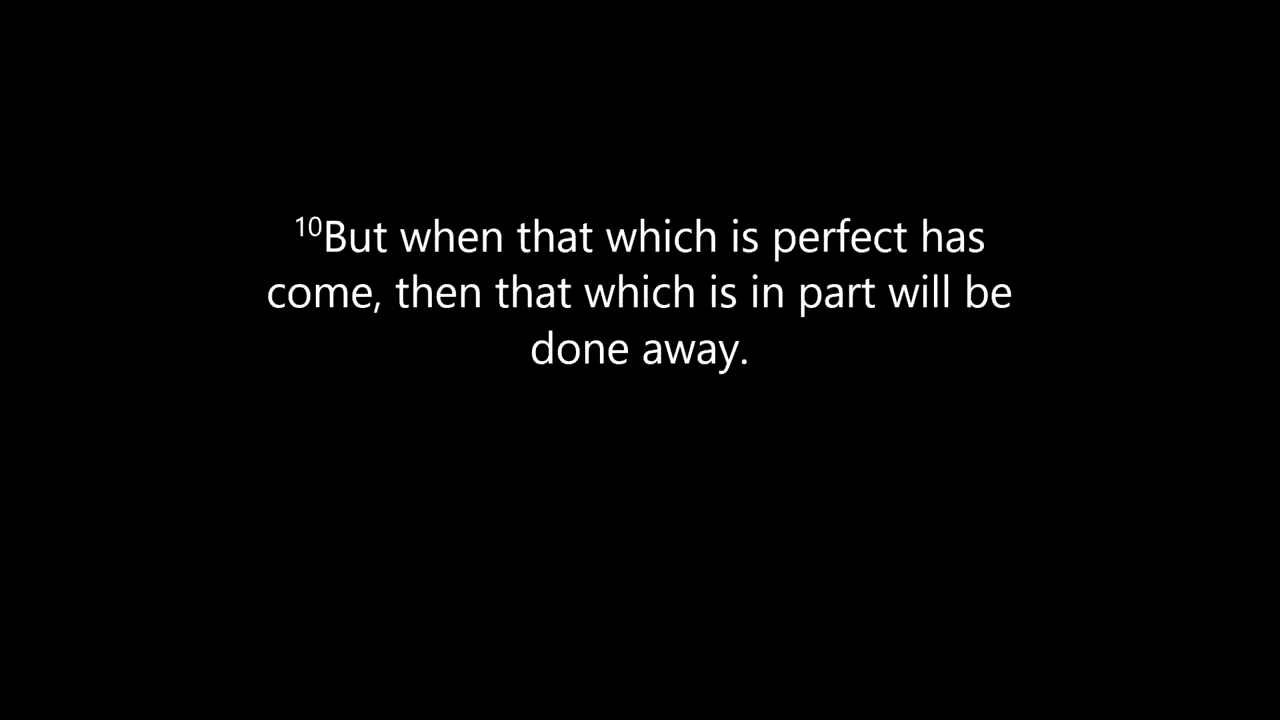 ¹⁰But when that which is perfect has
come, then that which is in part will be
done away.